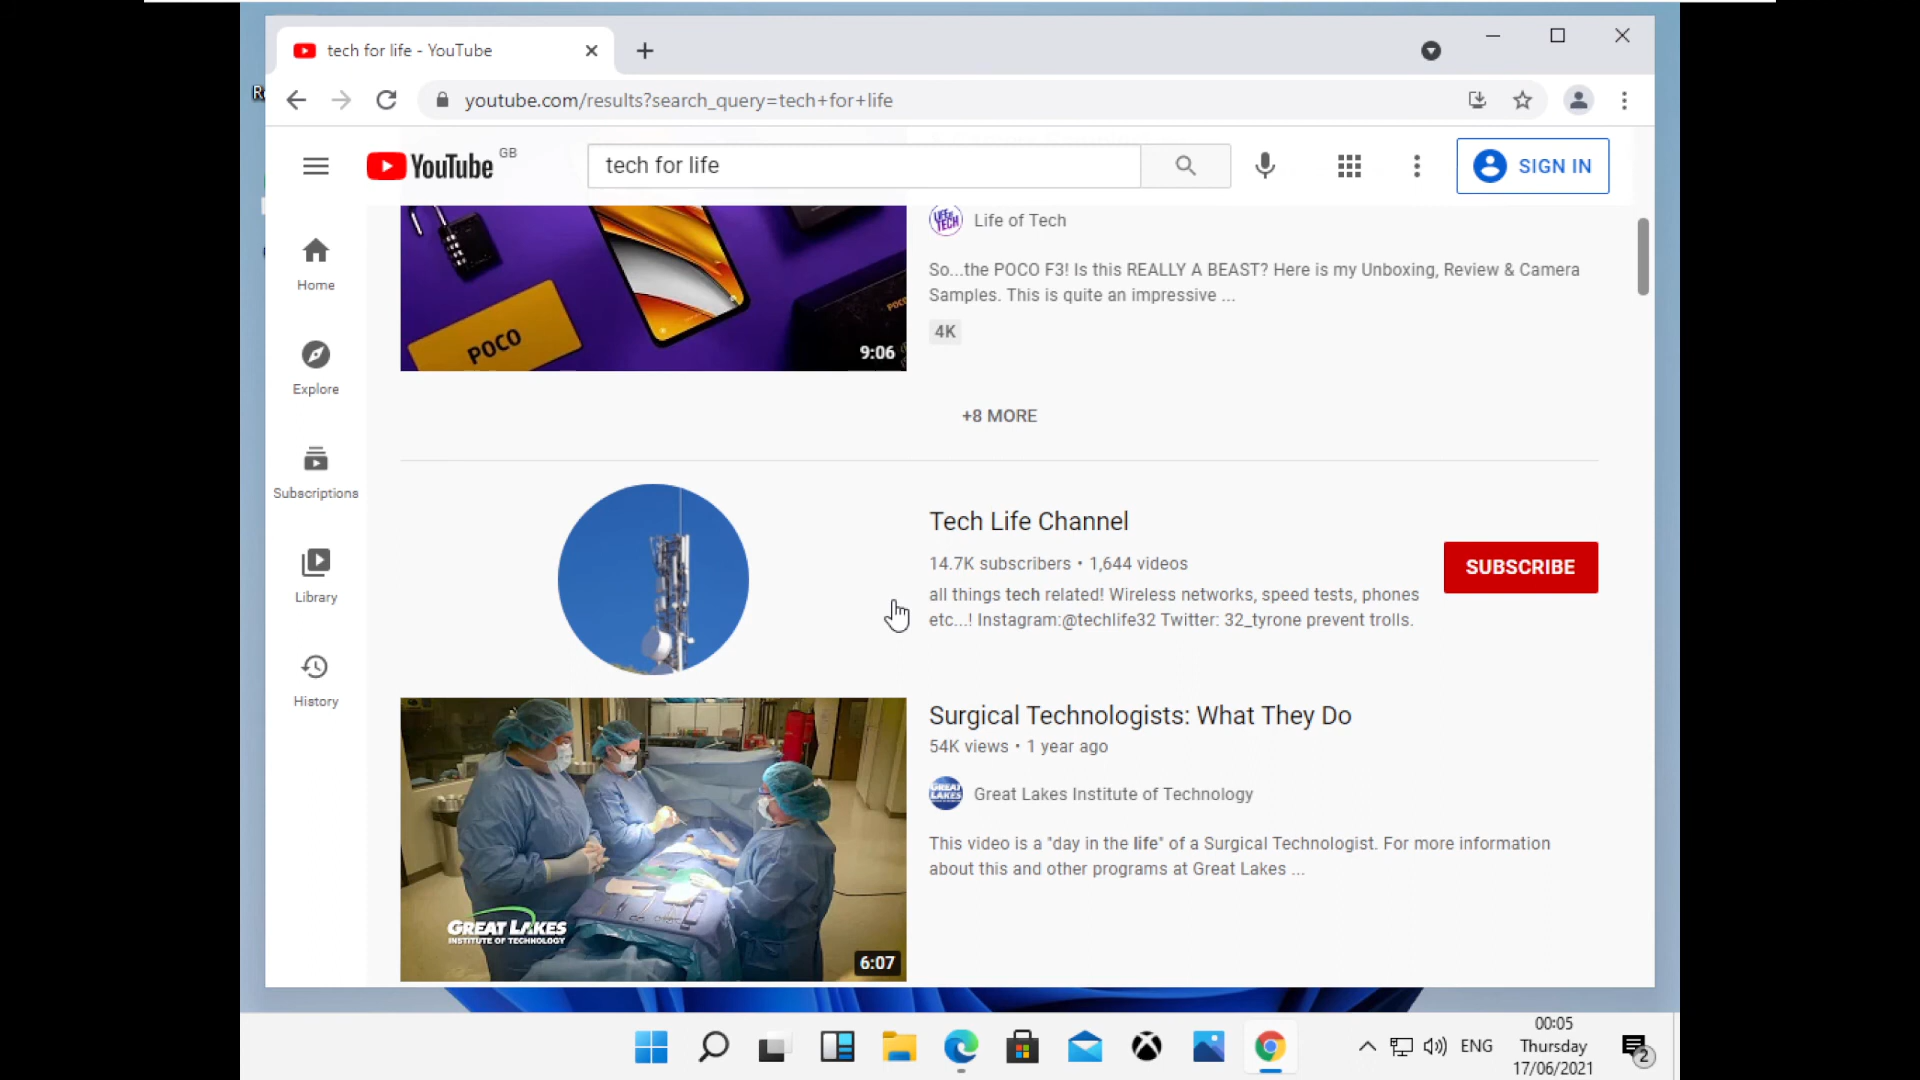 tech for life - YouTube
youtube.com/results?search_query=tech+for+life
YouTube GB
tech for life
SIGN IN
Home
Explore
Subscriptions
Library
History
POCO
9:06
LIFE OF TECH
Life of Tech
So...the POCO F3! Is this REALLY A BEAST? Here is my Unboxing, Review & Camera
Samples. This is quite an impressive ...
4K
+8 MORE
Tech Life Channel
14.7K subscribers • 1,644 videos
all things tech related! Wireless networks, speed tests, phones
etc...! Instagram:@techlife32 Twitter: 32_tyrone prevent trolls.
SUBSCRIBE
GREAT LAKES
INSTITUTE OF TECHNOLOGY
6:07
Surgical Technologists: What They Do
54K views • 1 year ago
GREAT LAKES
Great Lakes Institute of Technology
This video is a "day in the life" of a Surgical Technologist. For more information
about this and other programs at Great Lakes ...
ENG
00:05
Thursday
17/06/2021
2